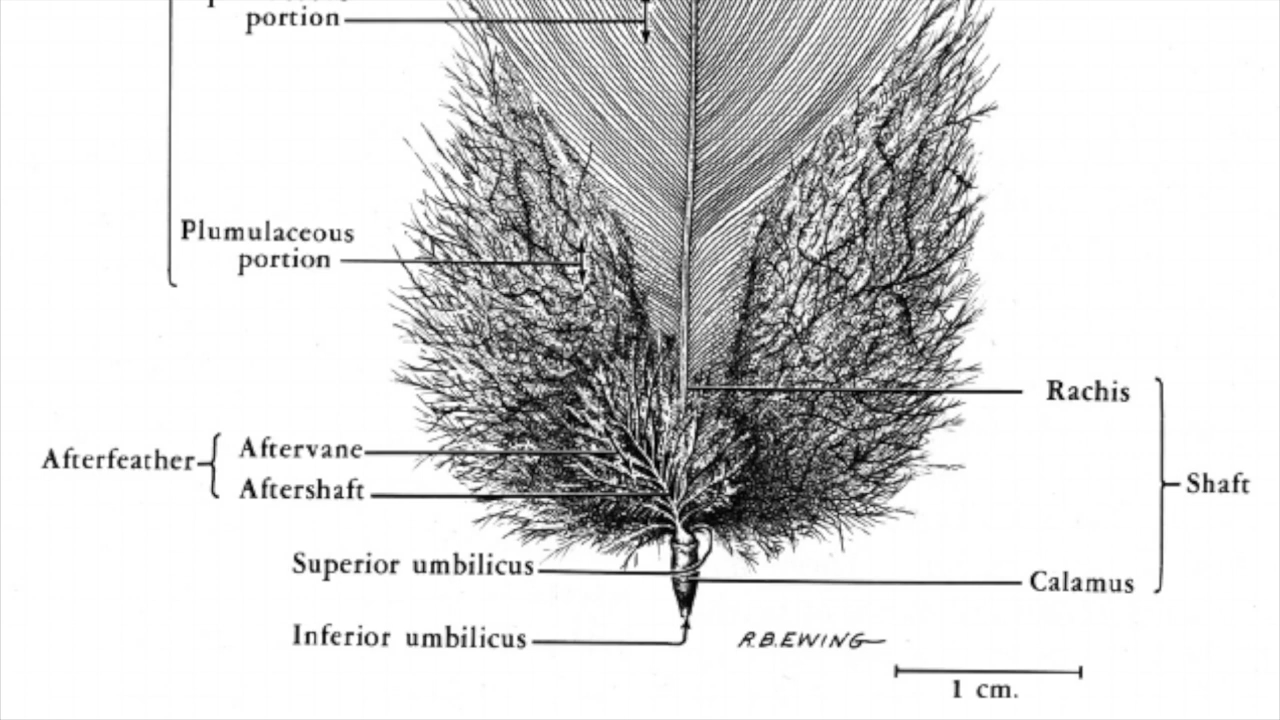 portion
Plumulaceous
portion
Rachis
Afterfeather
Aftervane
Aftershaft
Shaft
Superior umbilicus
Calamus
Inferior umbilicus
R.B.EWING
1 cm.